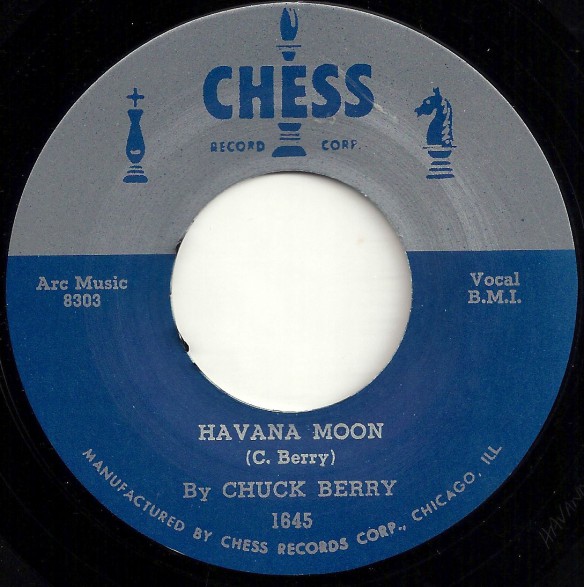 CHESS
RECORD CORP.
Arc Music
8303
Vocal
B.M.I.
HAVANA MOON
(C. Berry)
By CHUCK BERRY
1645
MANUFACTURED BY CHESS RECORDS CORP., CHICAGO, ILL